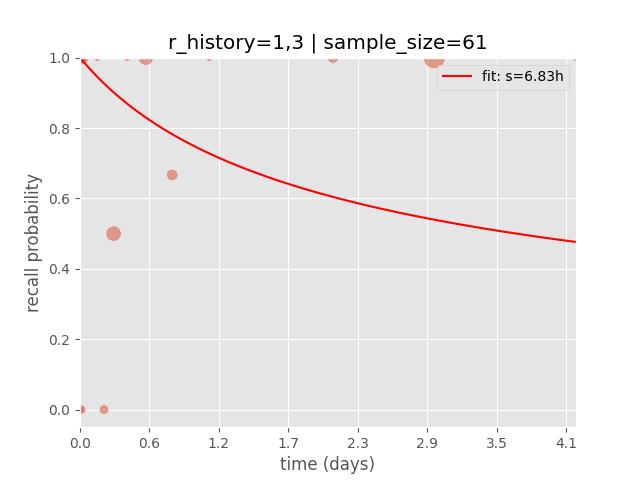 r_history=1,3 | sample_size=61
fit: s=6.83h
1.0
0.8
0.6
0.4
0.2
0.0
recall probability
0.0 0.6 1.2 1.7 2.3 2.9 3.5 4.1
time (days)